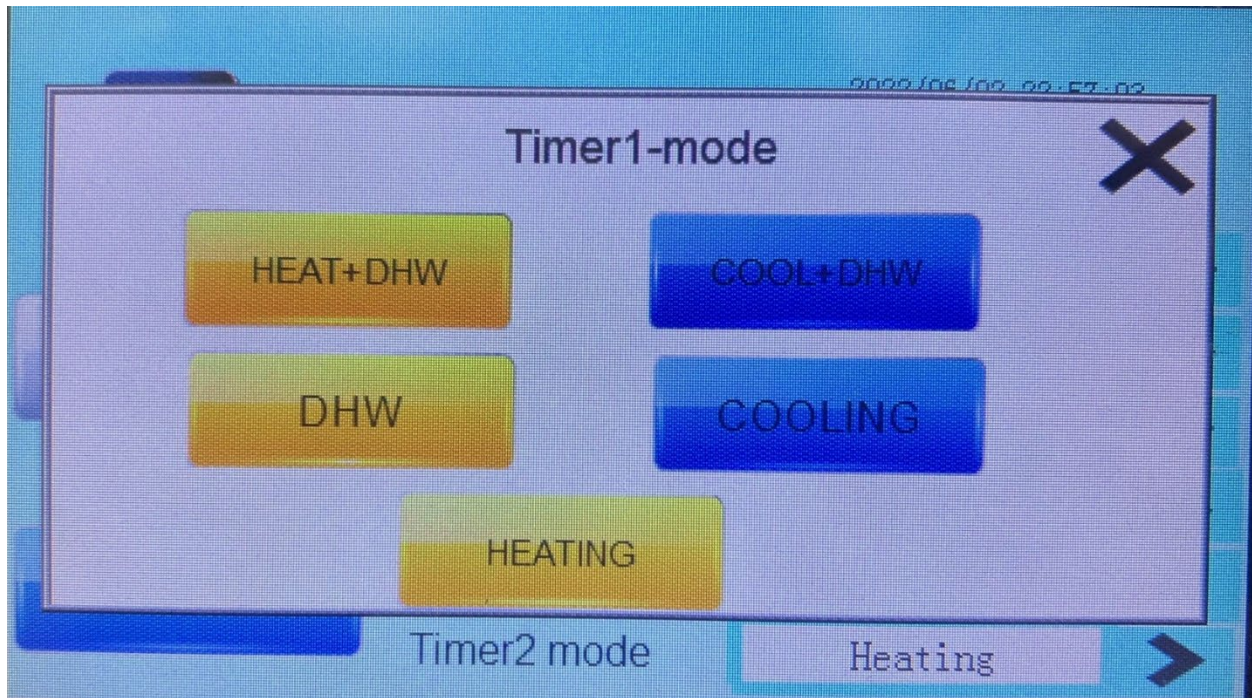 Timer1-mode
HEAT+DHW
COOL+DHW
DHW
COOLING
HEATING
Timer2 mode
Heating